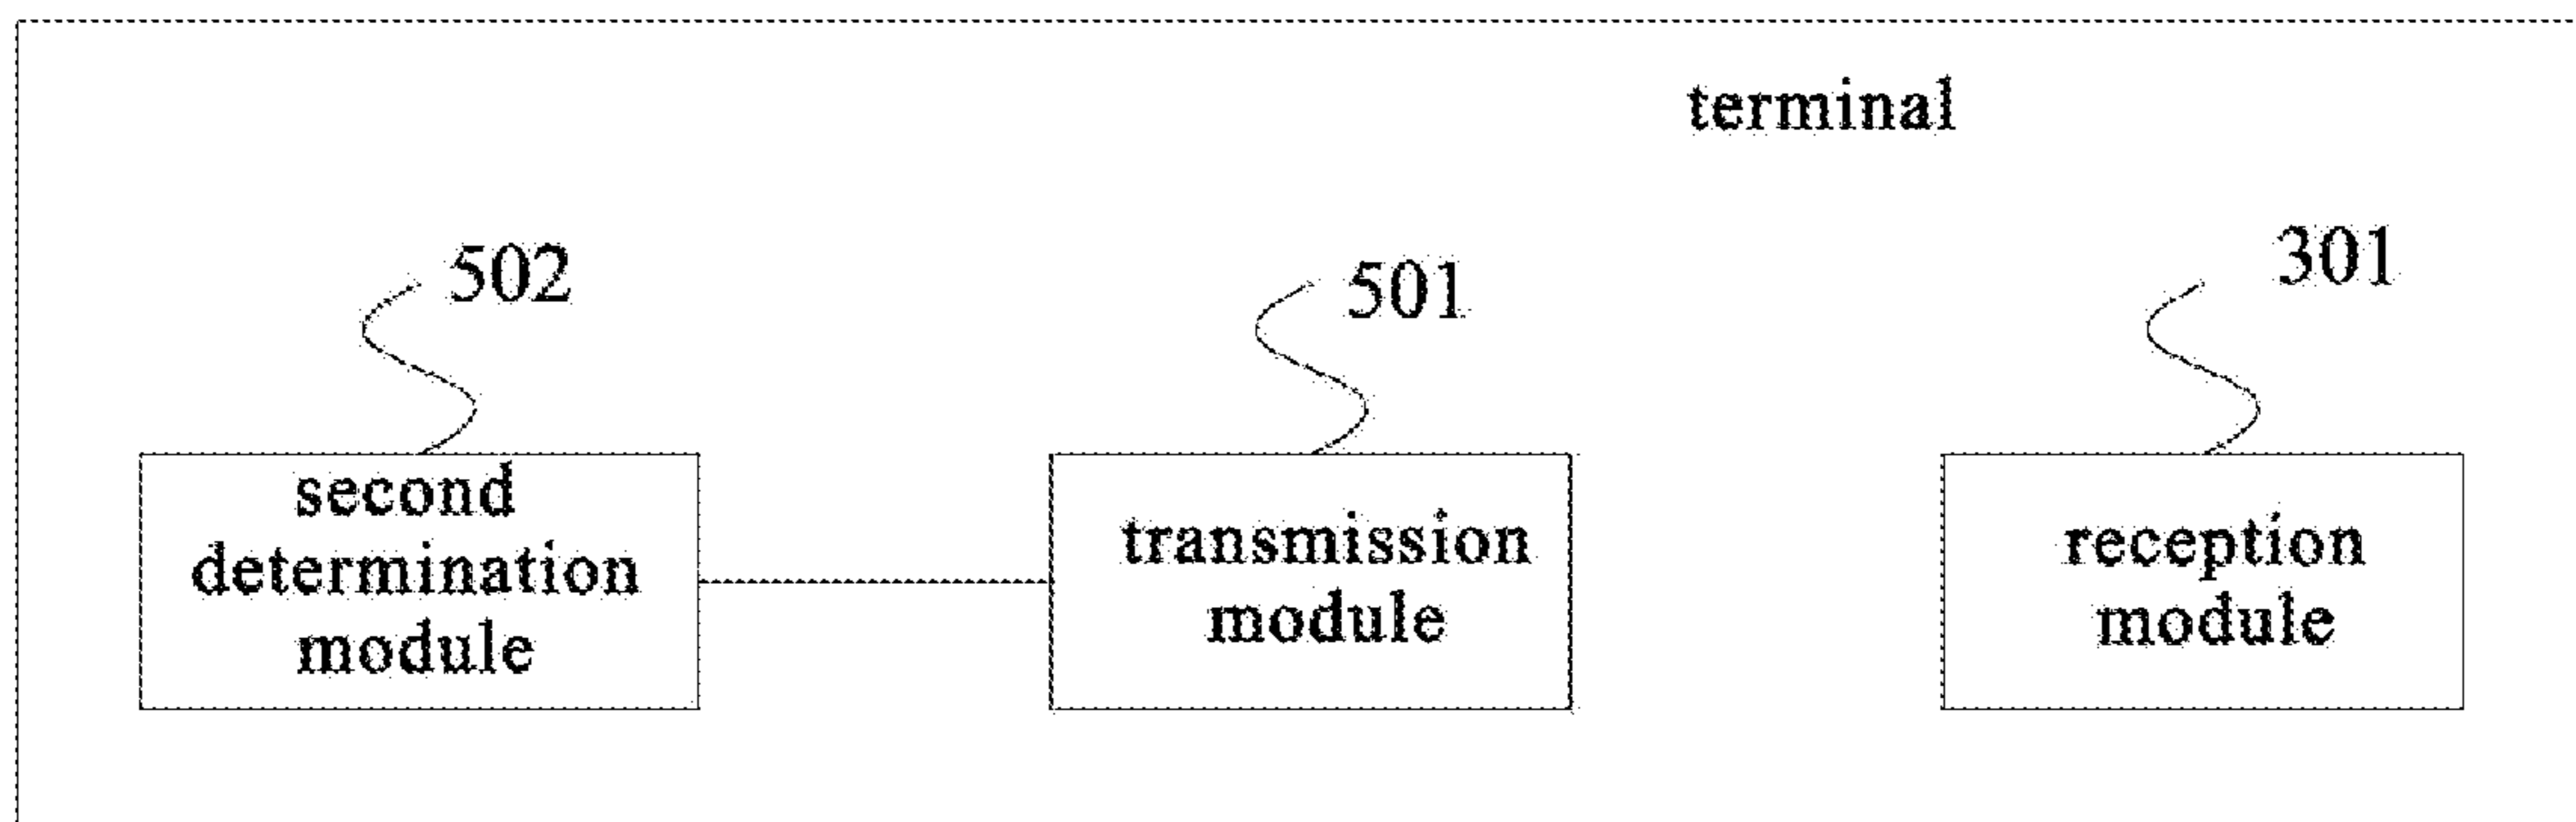 terminal
502
501
301
second
determination
module
transmission
module
reception
module